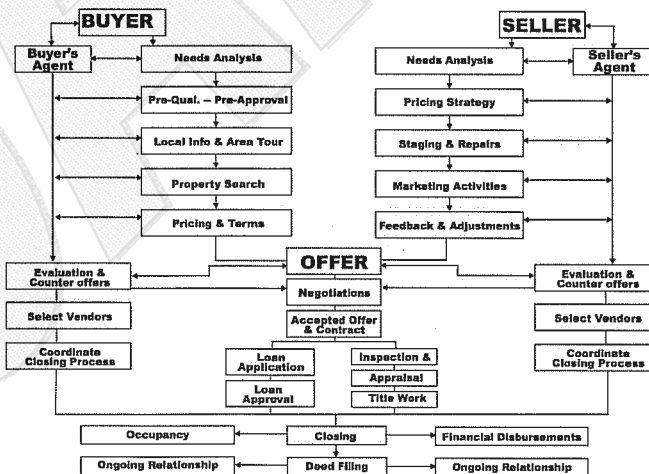 BUYER
SELLER
Buyer's
Agent
Needs Analysis
Needs Analysis
Seller's
Agent
Pre-Qual. – Pre-Approval
Pricing Strategy
Local Info & Area Tour
Staging & Repairs
Property Search
Marketing Activities
Pricing & Terms
Feedback & Adjustments
OFFER
Evaluation &
Counter offers
Evaluation &
Counter offers
Negotiations
Select Vendors
Select Vendors
Accepted Offer
& Contract
Coordinate
Closing Process
Coordinate
Closing Process
Loan
Application
Inspection &
Appraisal
Loan
Approval
Title Work
Occupancy
Closing
Financial Disbursements
Ongoing Relationship
Deed Filing
Ongoing Relationship